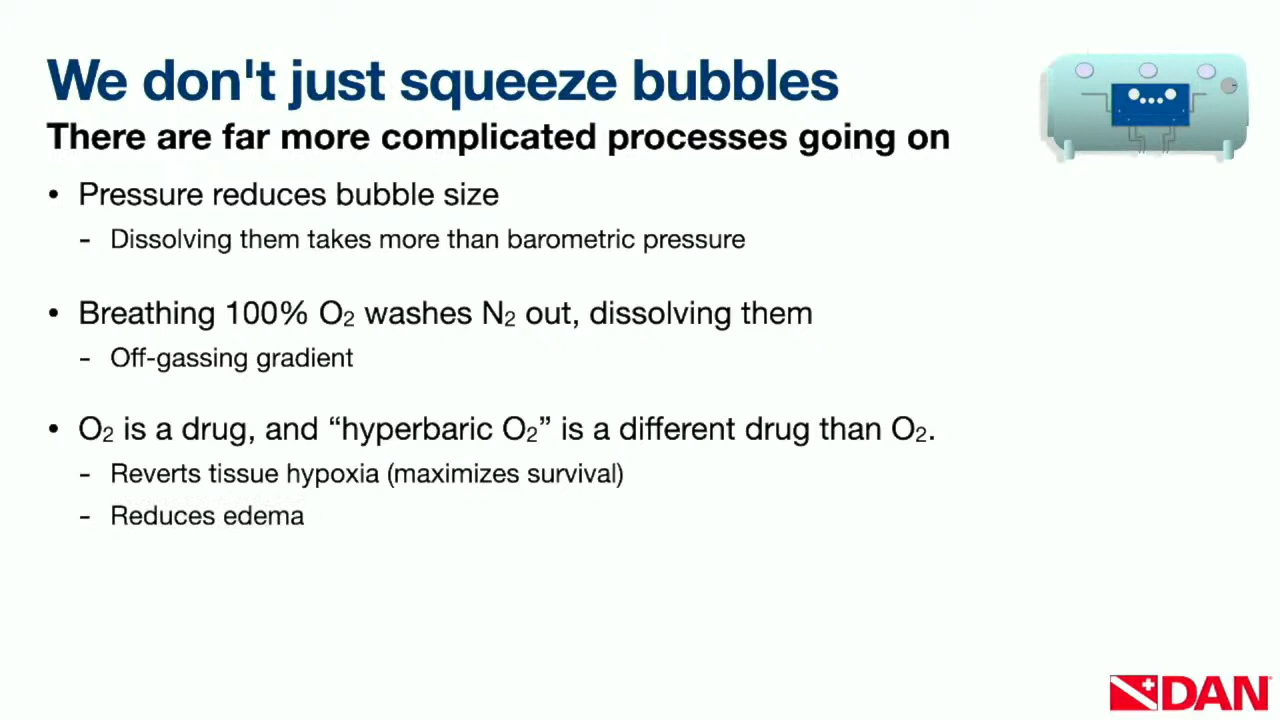 We don't just squeeze bubbles
There are far more complicated processes going on
• Pressure reduces bubble size
- Dissolving them takes more than barometric pressure
• Breathing 100% O₂ washes N₂ out, dissolving them
- Off-gassing gradient
• O₂ is a drug, and “hyperbaric O₂” is a different drug than O₂.
- Reverts tissue hypoxia (maximizes survival)
- Reduces edema
DAN